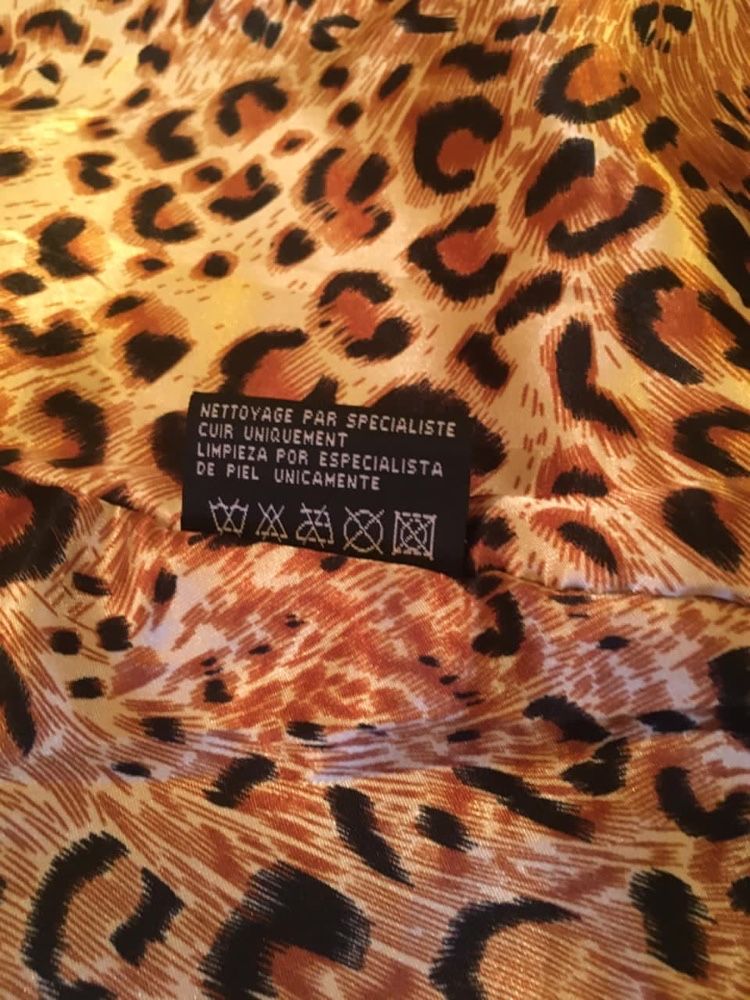 NETTOYAGE PAR SPECIALISTE
CUIR UNIQUEMENT
LIMPIEZA POR ESPECIALISTA
DE PIEL UNICAMENTE